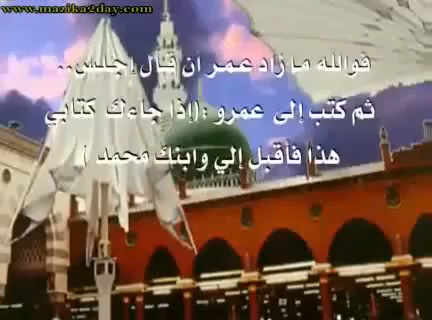 www.mazika2day.com
فوالله ما زاد عمر أن قال إجلس..
ثم كتب إلى عمرو :(إذا جاءك كتابي
هذا فأقبل إلي وابنك محمد )